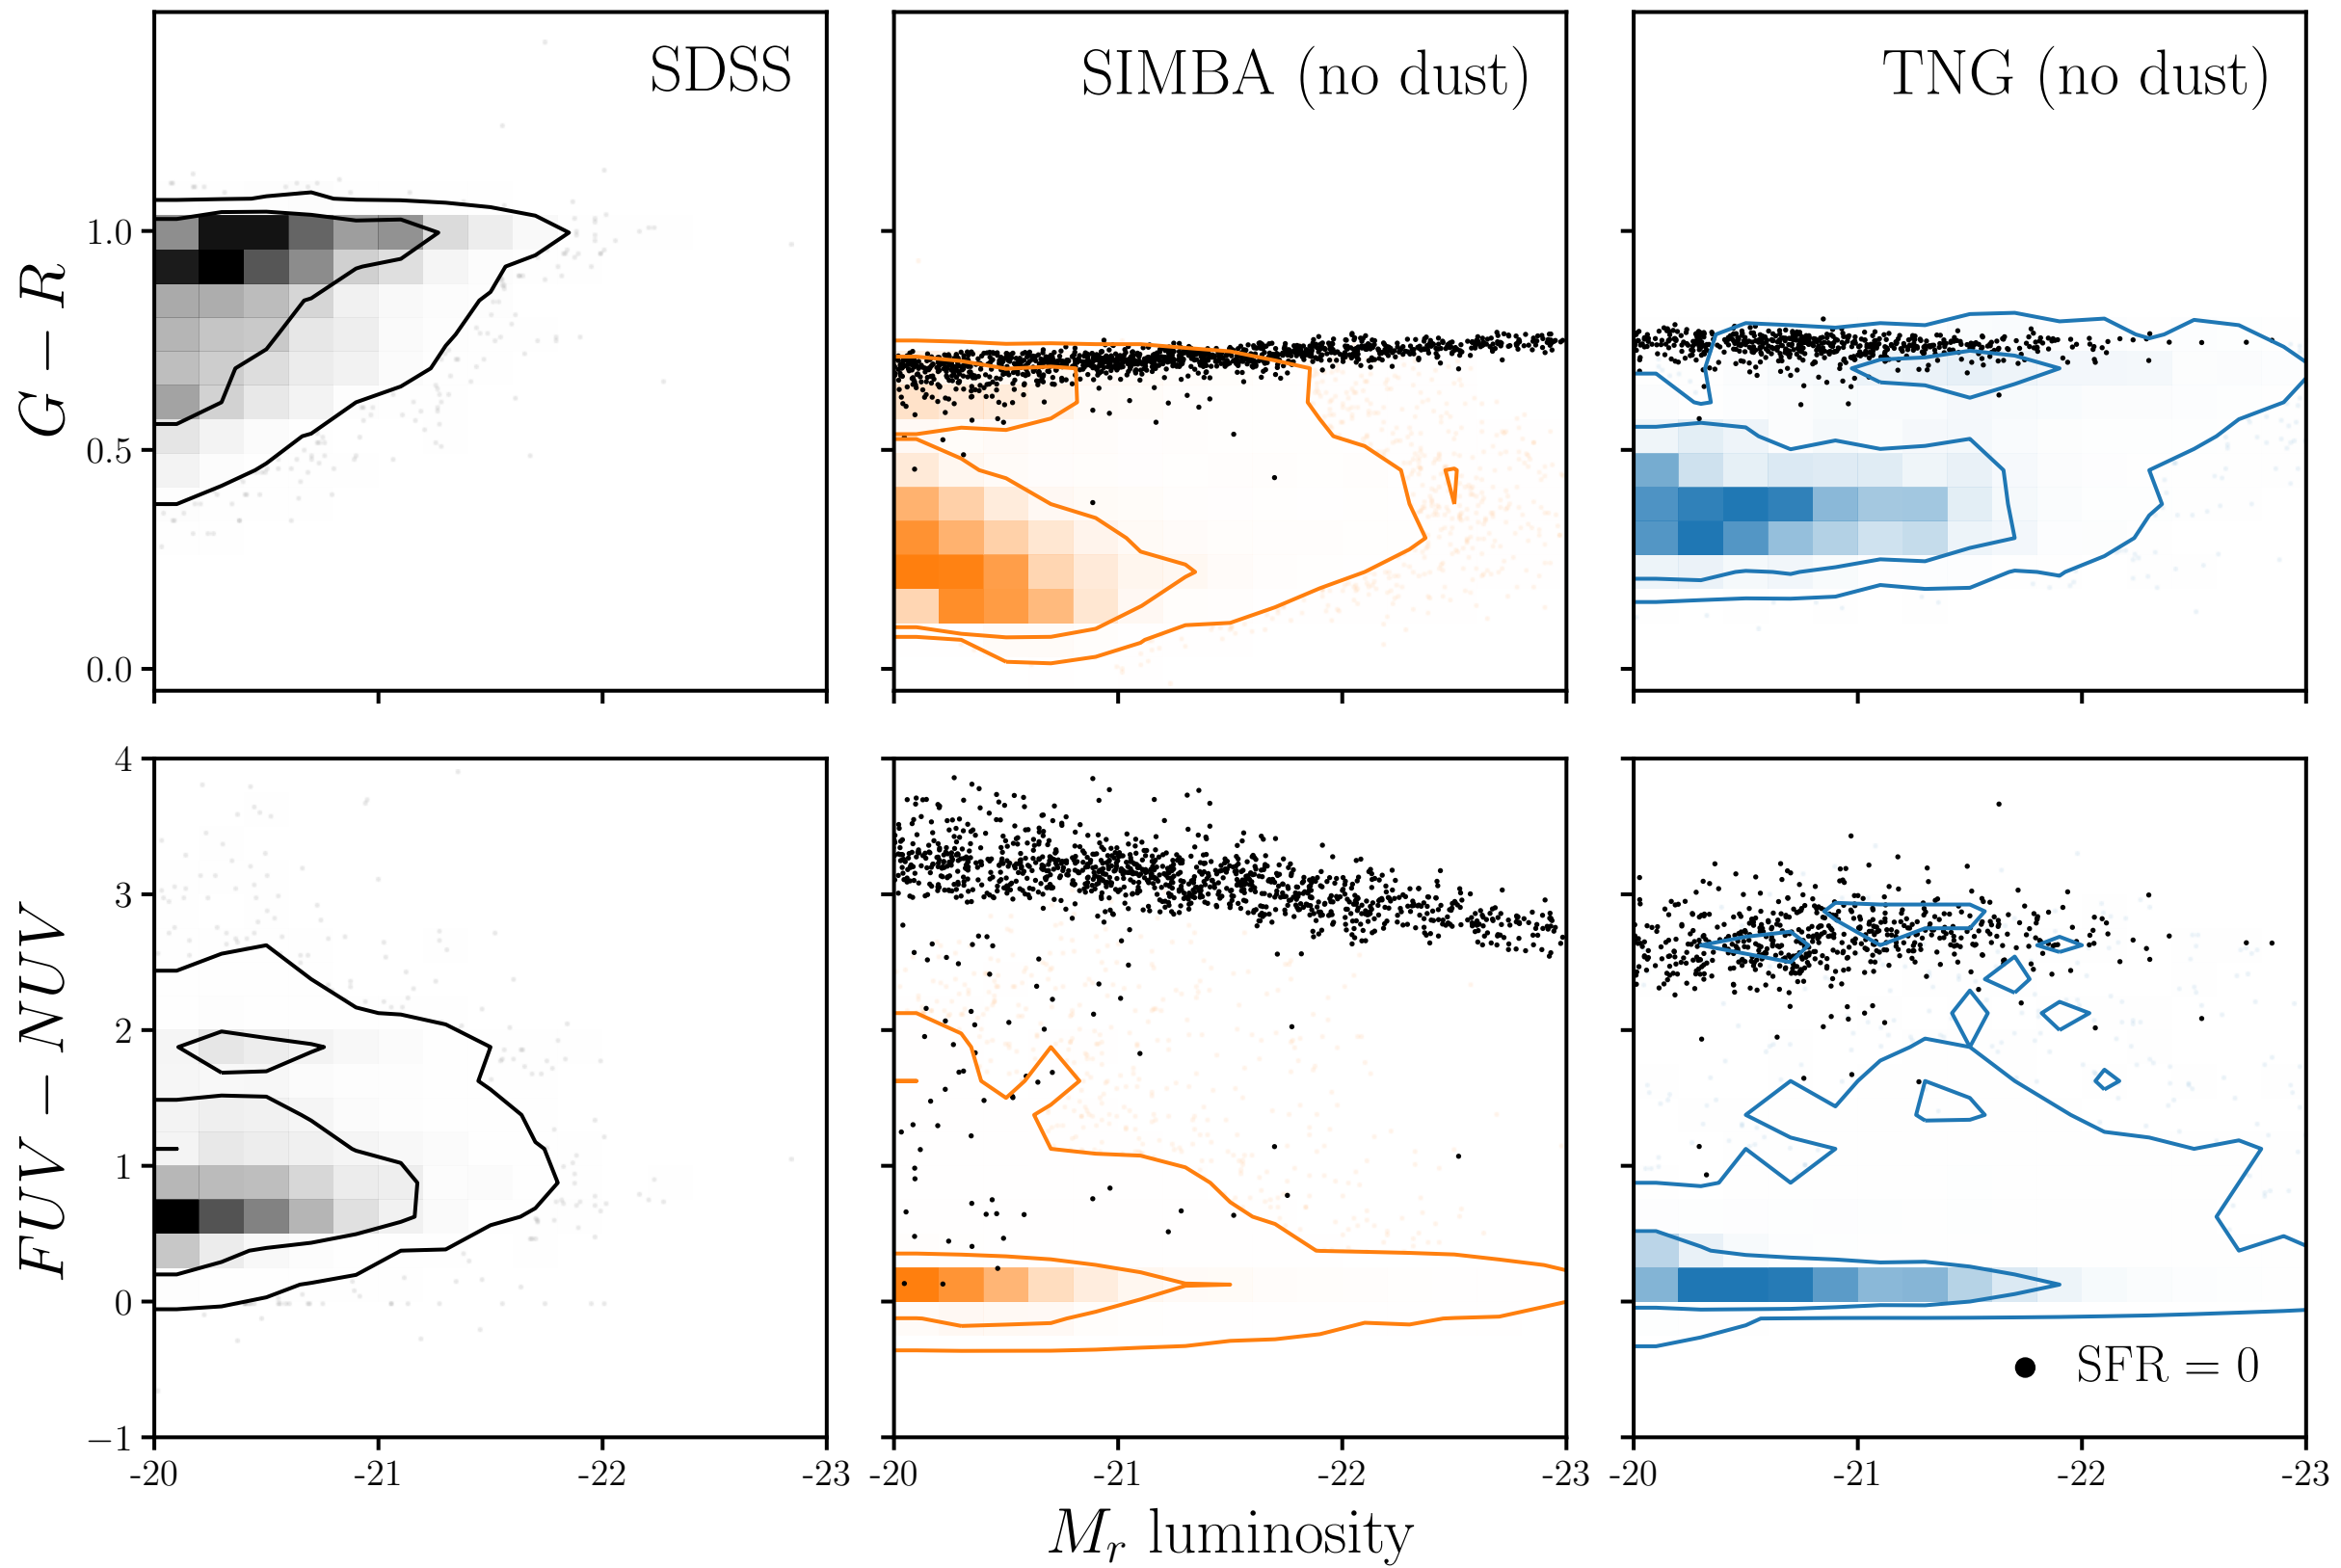 SDSS
SIMBA (no dust)
TNG (no dust)
G − R
1.0
0.5
0.0
FUV − NUV
4
3
2
1
0
−1
SFR = 0
-20 -21 -22 -23 -20 -21 -22 -23 -20 -21 -22 -23
M_r luminosity